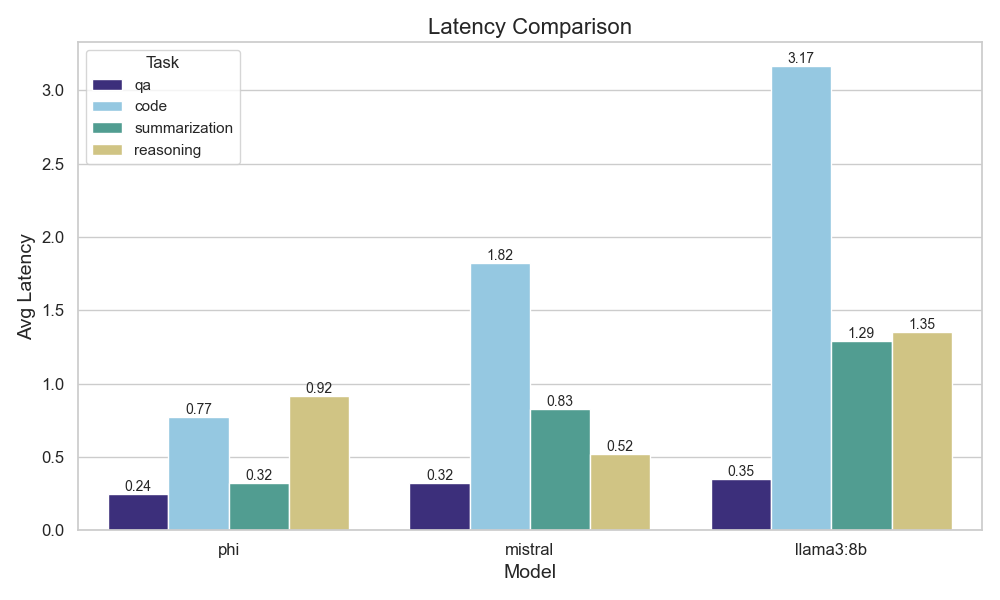 Latency Comparison
Task
qa
code
summarization
reasoning
Avg Latency
3.0
2.5
2.0
1.5
1.0
0.5
0.0
0.24
0.77
0.32
0.92
0.32
1.82
0.83
0.52
0.35
3.17
1.29
1.35
phi
mistral
llama3:8b
Model